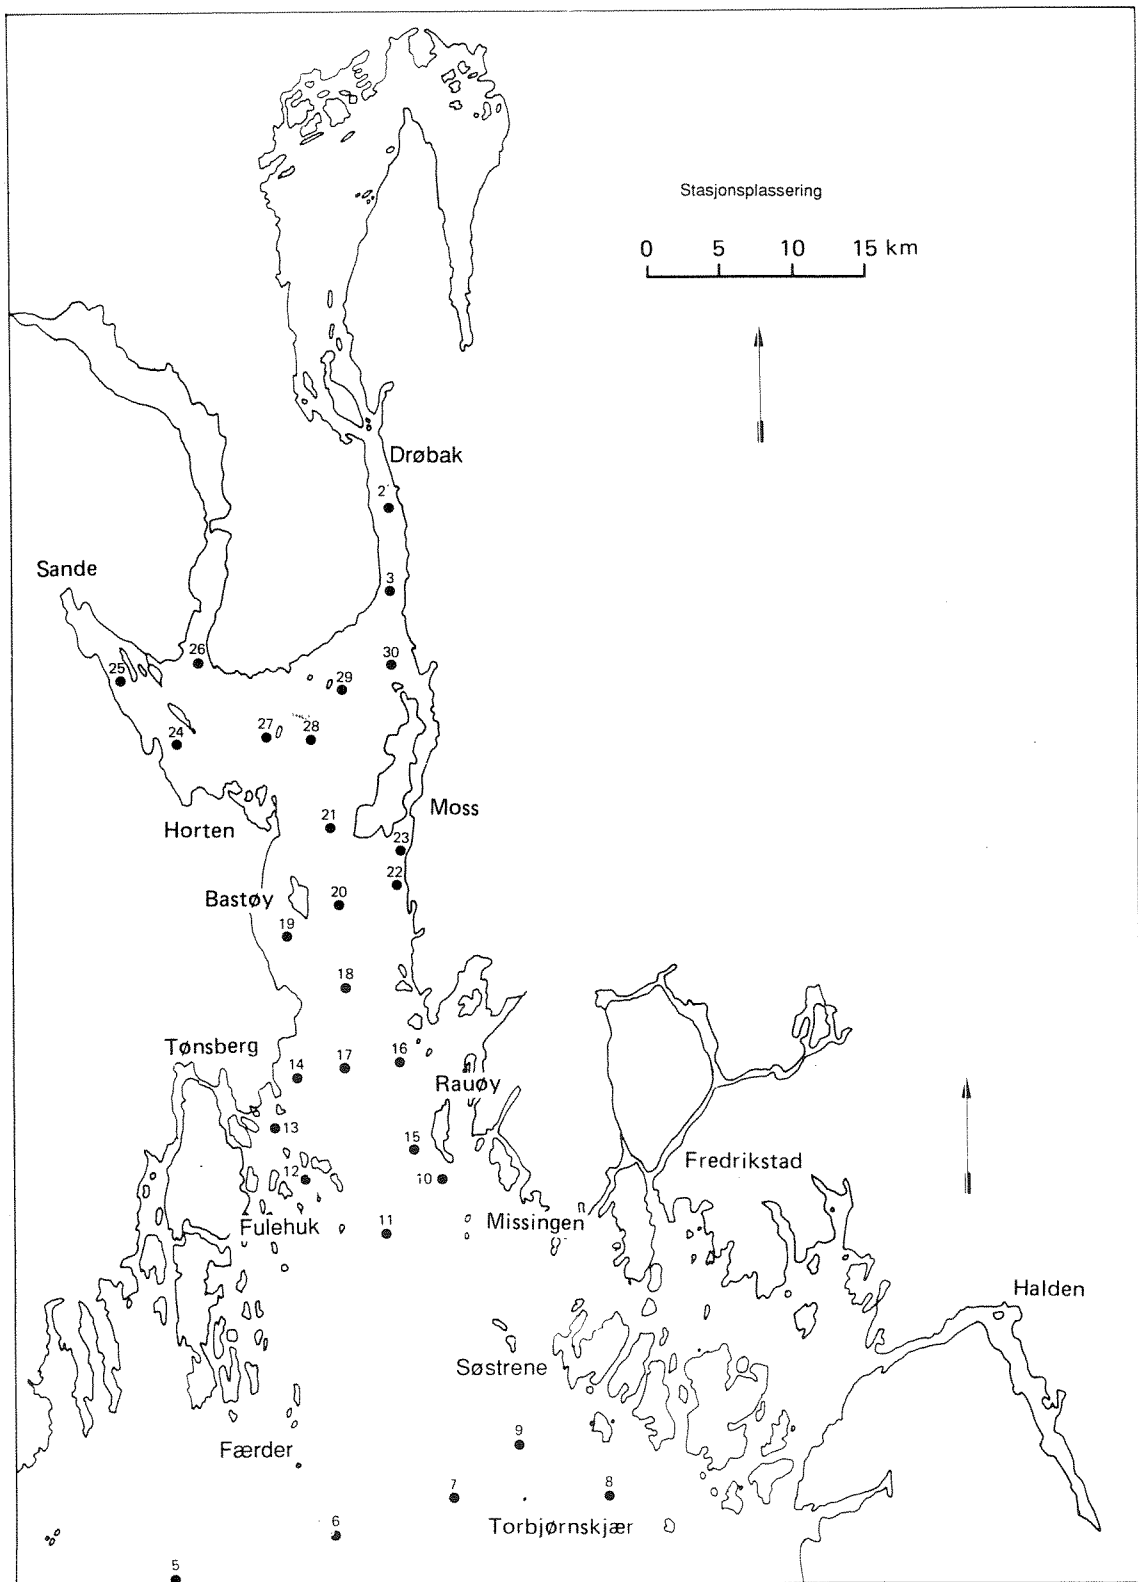 Stasjonsplassering
0 5 10 15 km
Drøbak
2
Sande
3
26
30
25
29
24
27
28
Moss
21
Horten
23
22
Bastøy
20
19
18
Tønsberg
17
16
14
Rauøy
13
15
Fredrikstad
12
10
Fulehuk
11
Missingen
Halden
Søstrene
Færder
9
7
8
Torbjørnskjær
6
5